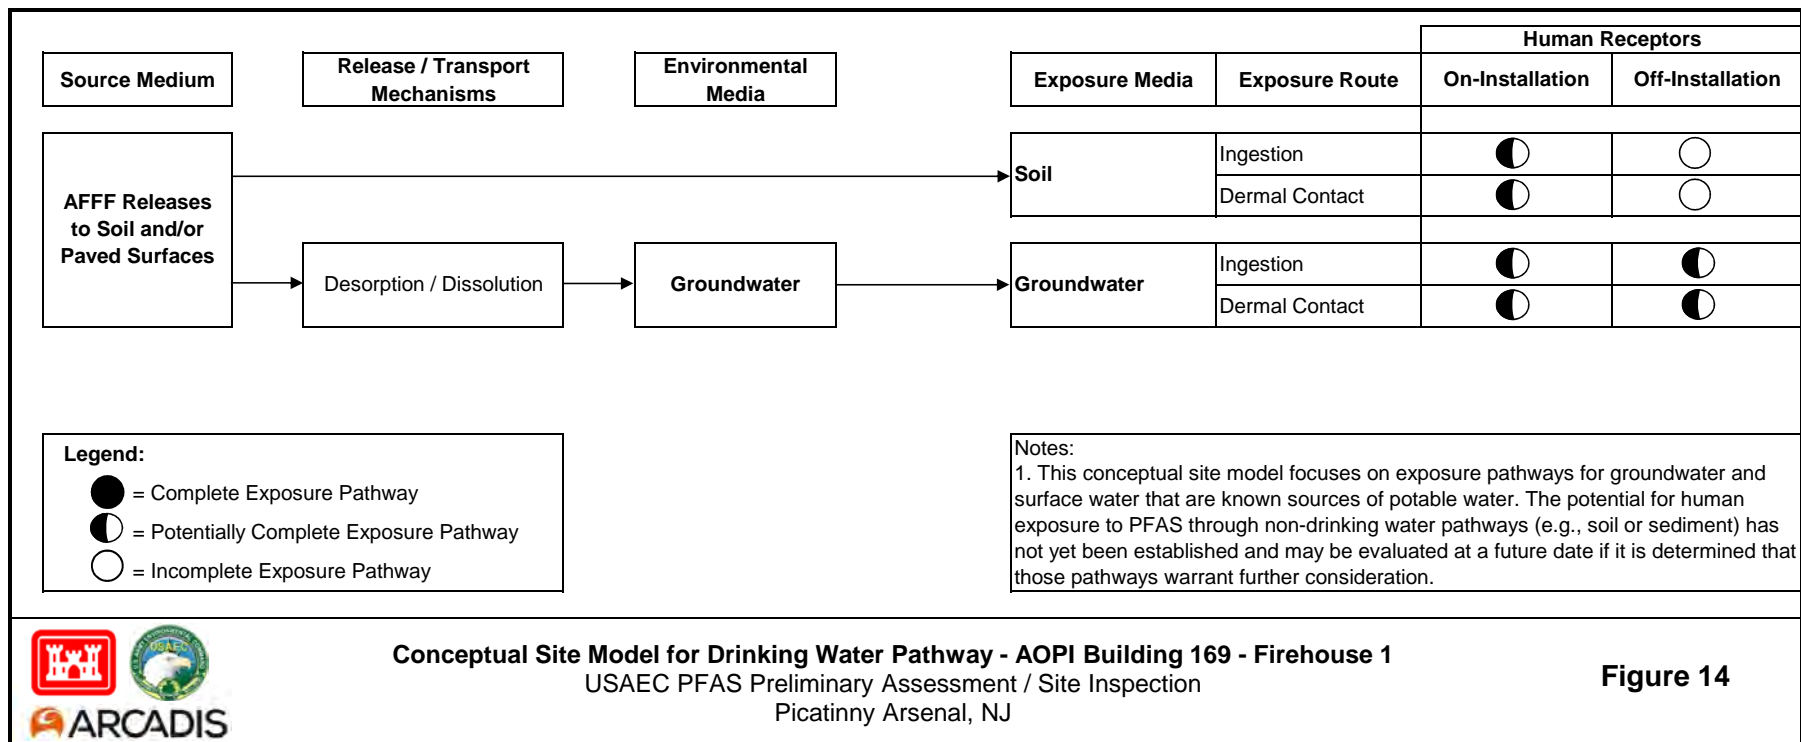 Human Receptors
Source Medium
Release / Transport
Mechanisms
Environmental
Media
Exposure Media
Exposure Route
On-Installation
Off-Installation
AFFF Releases
to Soil and/or
Paved Surfaces
Soil
Ingestion
Dermal Contact
Desorption / Dissolution
Groundwater
Groundwater
Ingestion
Dermal Contact
Legend:
= Complete Exposure Pathway
= Potentially Complete Exposure Pathway
= Incomplete Exposure Pathway
Notes:
1. This conceptual site model focuses on exposure pathways for groundwater and
surface water that are known sources of potable water. The potential for human
exposure to PFAS through non-drinking water pathways (e.g., soil or sediment) has
not yet been established and may be evaluated at a future date if it is determined that
those pathways warrant further consideration.
USAEC
ARCADIS
Conceptual Site Model for Drinking Water Pathway - AOPI Building 169 - Firehouse 1
USAEC PFAS Preliminary Assessment / Site Inspection
Picatinny Arsenal, NJ
Figure 14